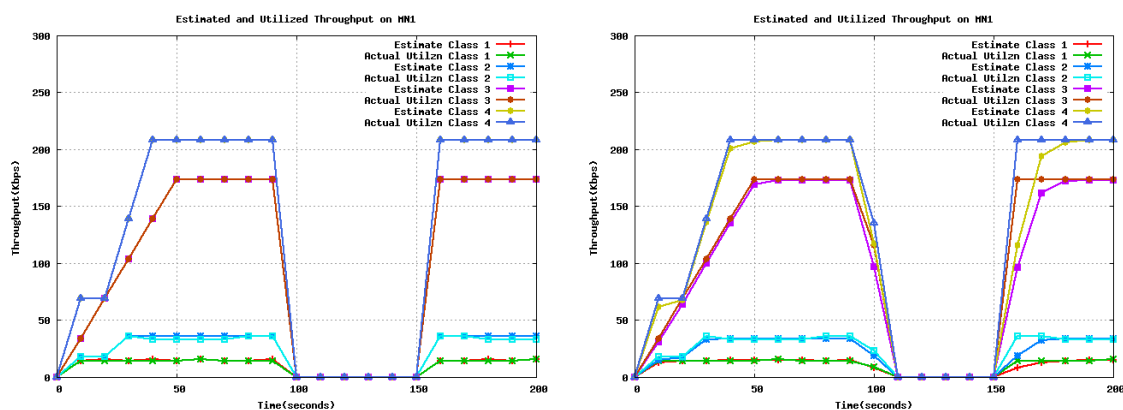 Estimated and Utilized Throughput on MN1
300
250
200
150
100
50
0
Throughput(Kbps)
Estimate Class 1
Actual Utilzn Class 1
Estimate Class 2
Actual Utilzn Class 2
Estimate Class 3
Actual Utilzn Class 3
Estimate Class 4
Actual Utilzn Class 4
0 50 100 150 200
Time(seconds)
Estimated and Utilized Throughput on MN1
300
250
200
150
100
50
0
Throughput(Kbps)
Estimate Class 1
Actual Utilzn Class 1
Estimate Class 2
Actual Utilzn Class 2
Estimate Class 3
Actual Utilzn Class 3
Estimate Class 4
Actual Utilzn Class 4
0 50 100 150 200
Time(seconds)